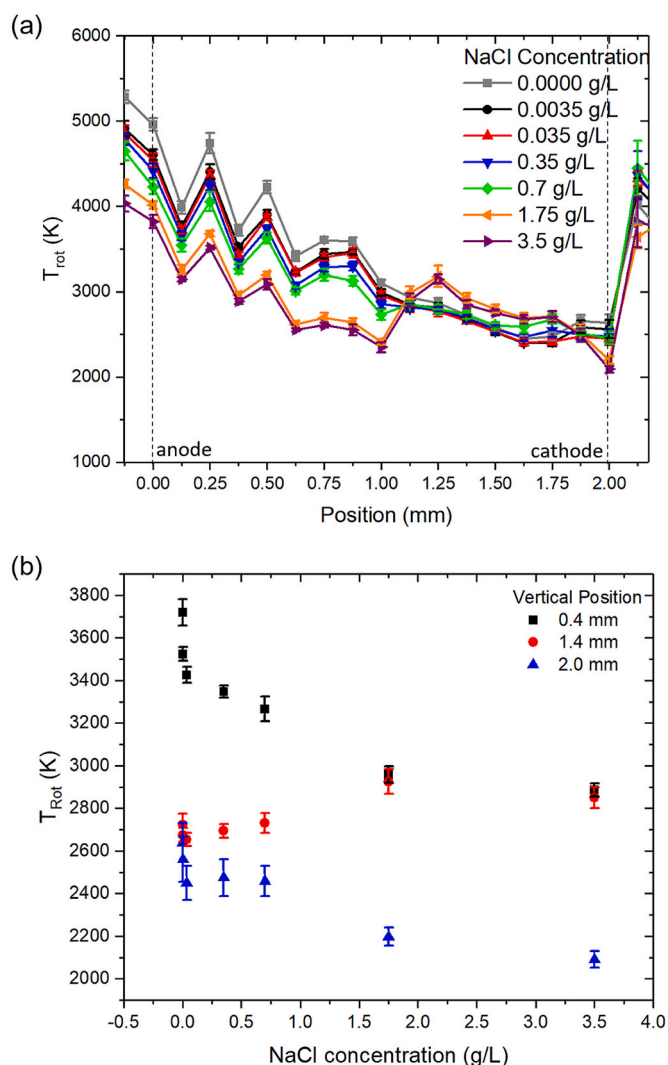 (a)
6000
5000
4000
3000
2000
1000
T_rot (K)
NaCl Concentration
0.0000 g/L
0.0035 g/L
0.035 g/L
0.35 g/L
0.7 g/L
1.75 g/L
3.5 g/L
anode
cathode
0.00 0.25 0.50 0.75 1.00 1.25 1.50 1.75 2.00
Position (mm)
(b)
3800
3600
3400
3200
3000
2800
2600
2400
2200
2000
T_Rot (K)
Vertical Position
0.4 mm
1.4 mm
2.0 mm
-0.5 0.0 0.5 1.0 1.5 2.0 2.5 3.0 3.5 4.0
NaCl concentration (g/L)